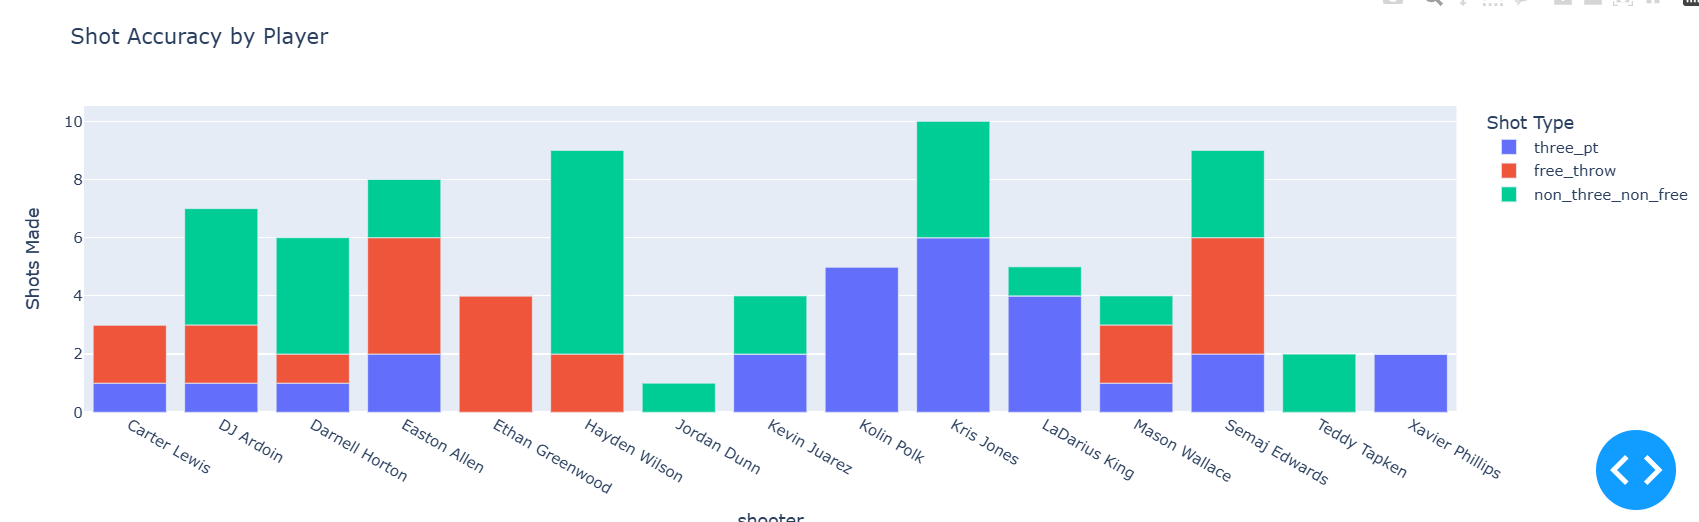 Shot Accuracy by Player
Shots Made
10
8
6
4
2
0
Carter Lewis
DJ Ardoin
Darnell Horton
Easton Allen
Ethan Greenwood
Hayden Wilson
Jordan Dunn
Kevin Juarez
Kolin Polk
Kris Jones
LaDarius King
Mason Wallace
Semaj Edwards
Teddy Tapken
Xavier Phillips
shooter
Shot Type
three_pt
free_throw
non_three_non_free